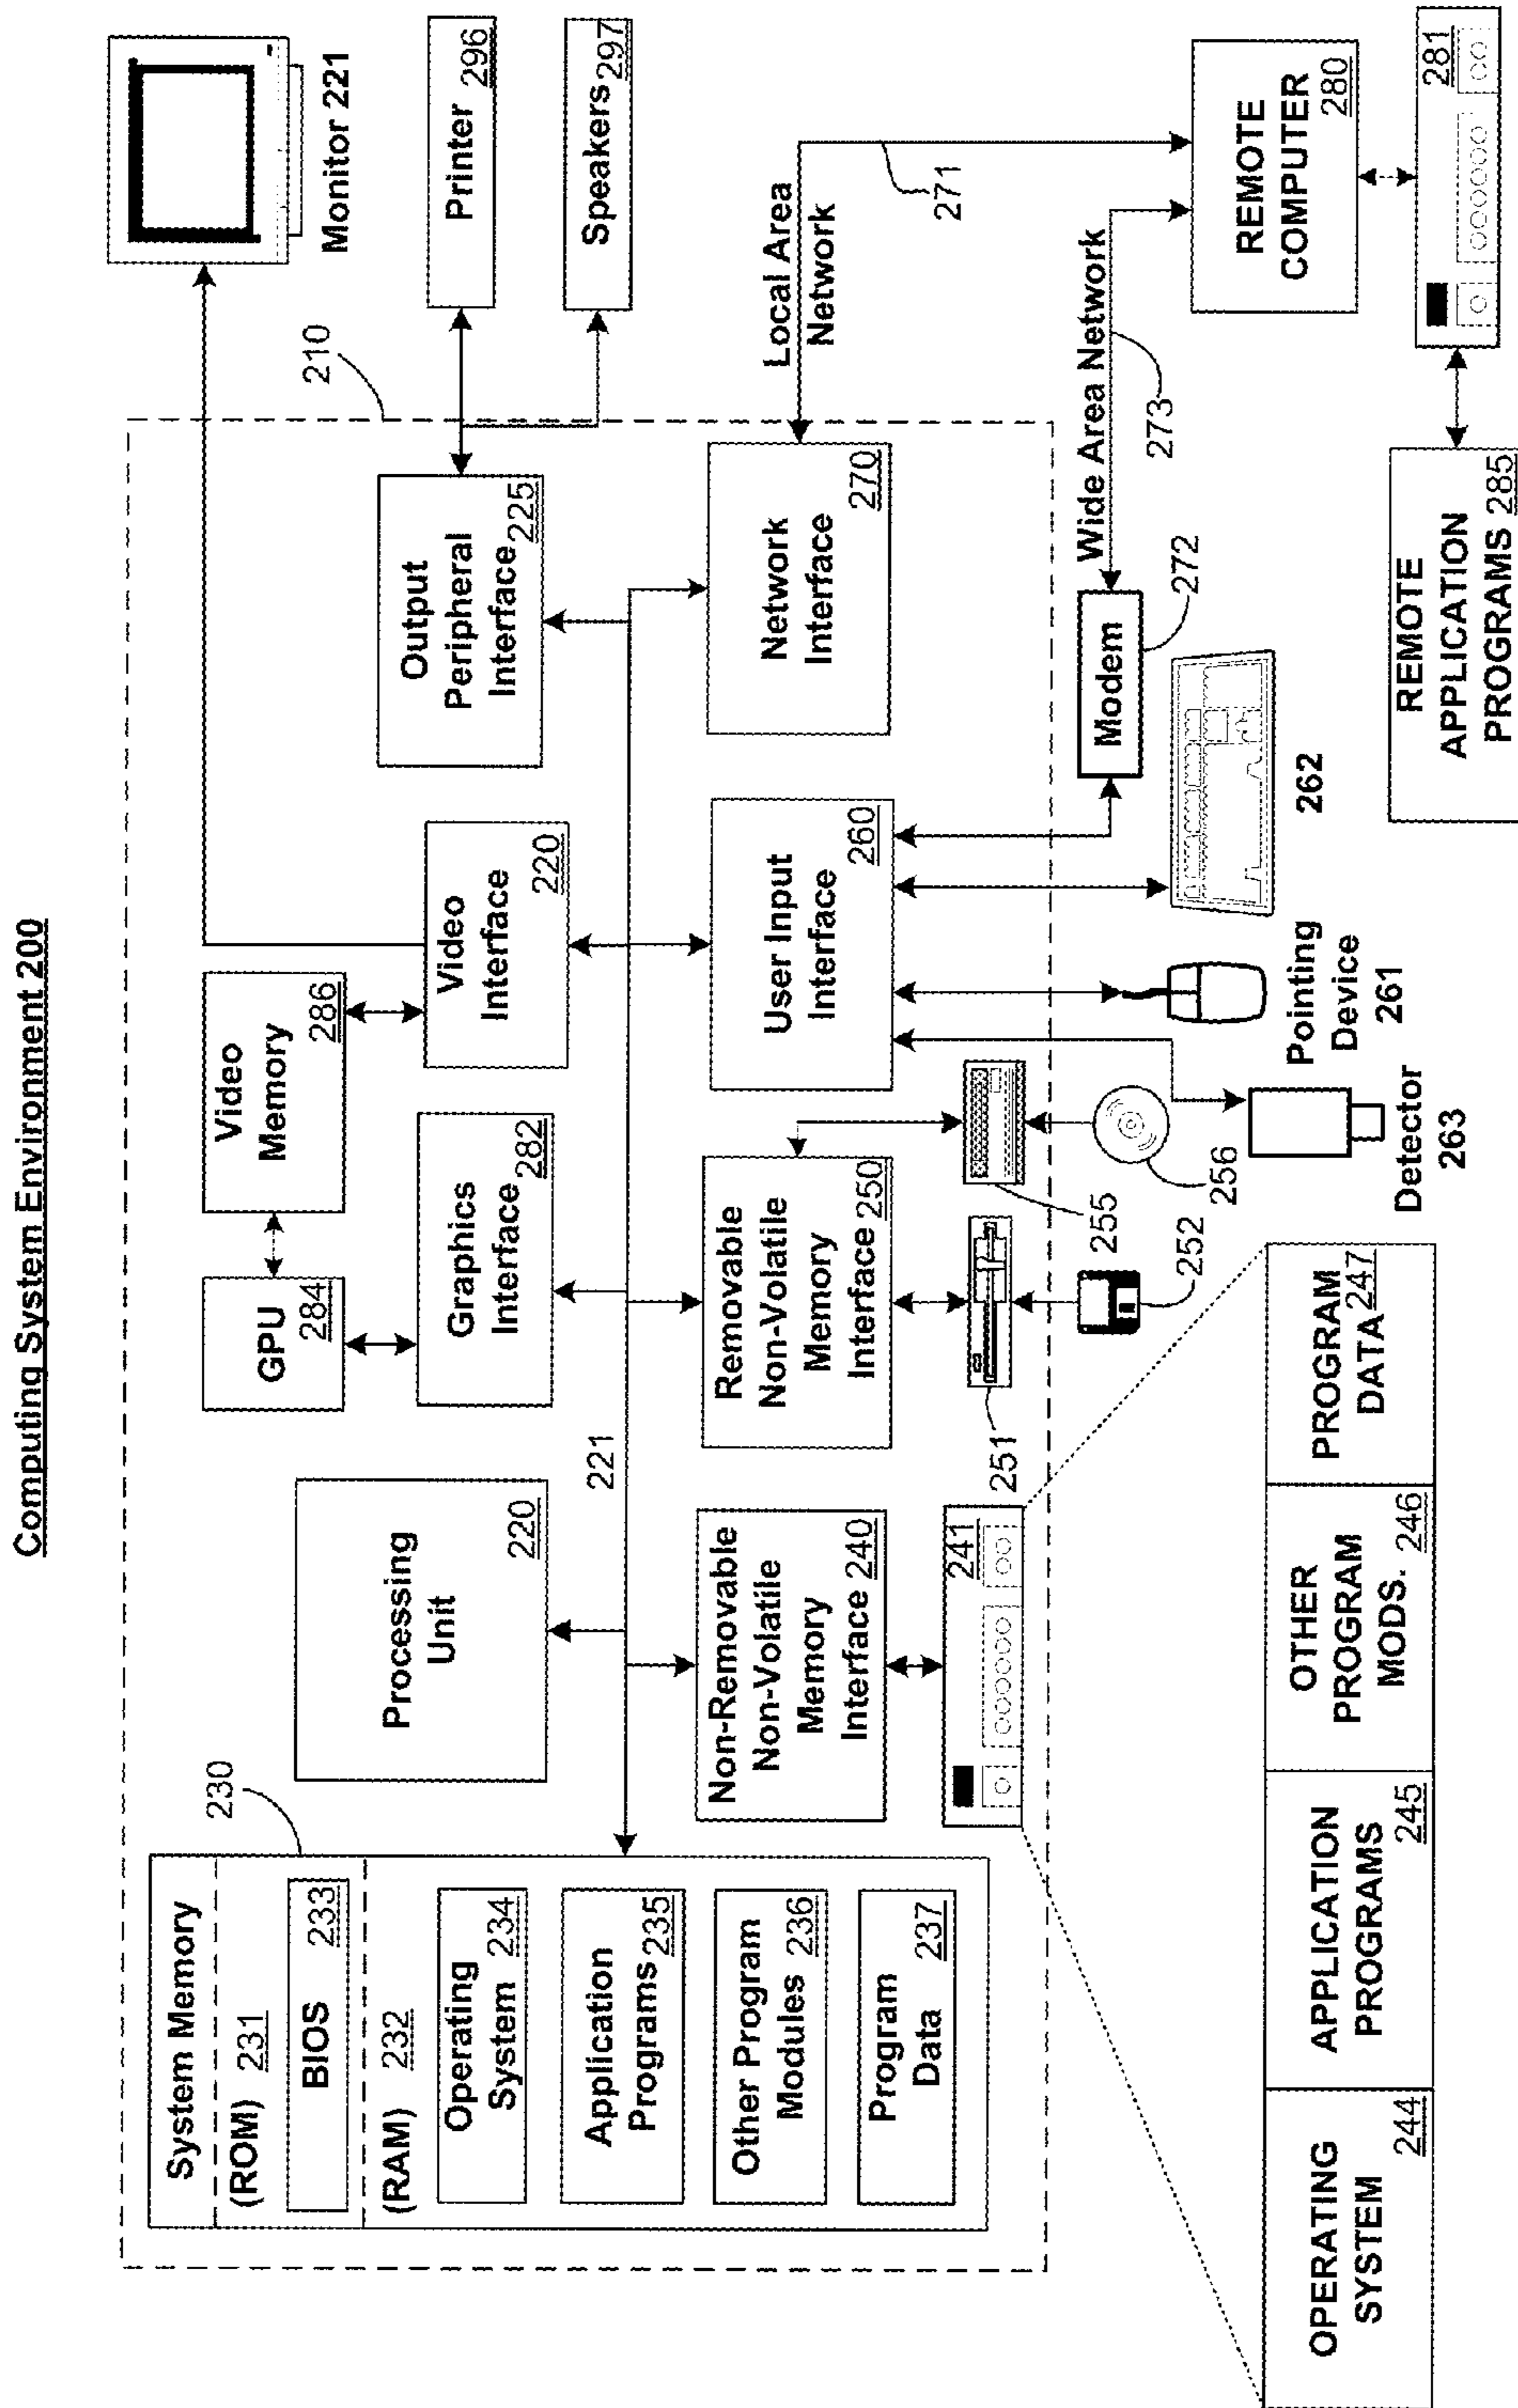 Computing System Environment 200
System Memory
(ROM) 231
BIOS 233
(RAM) 232
Operating
System 234
Application
Programs 235
Other Program
Modules 236
Program
Data 237
230
Processing
Unit
220
221
GPU
284
Video
Memory
286
Graphics
Interface 282
Video
Interface
220
Output
Peripheral
Interface 225
210
Monitor 221
Printer
296
Speakers 297
Non-Removable
Non-Volatile
Memory
Interface 240
Removable
Non-Volatile
Memory
Interface 250
User Input
Interface
260
Network
Interface
270
Local Area
Network
271
241
251
252
255
256
Detector
263
Pointing
Device
261
262
Modem
272
Wide Area Network
273
REMOTE
COMPUTER
280
281
REMOTE
APPLICATION
PROGRAMS 285
OPERATING
SYSTEM
244
APPLICATION
PROGRAMS
245
OTHER
PROGRAM
MODS. 246
PROGRAM
DATA 247